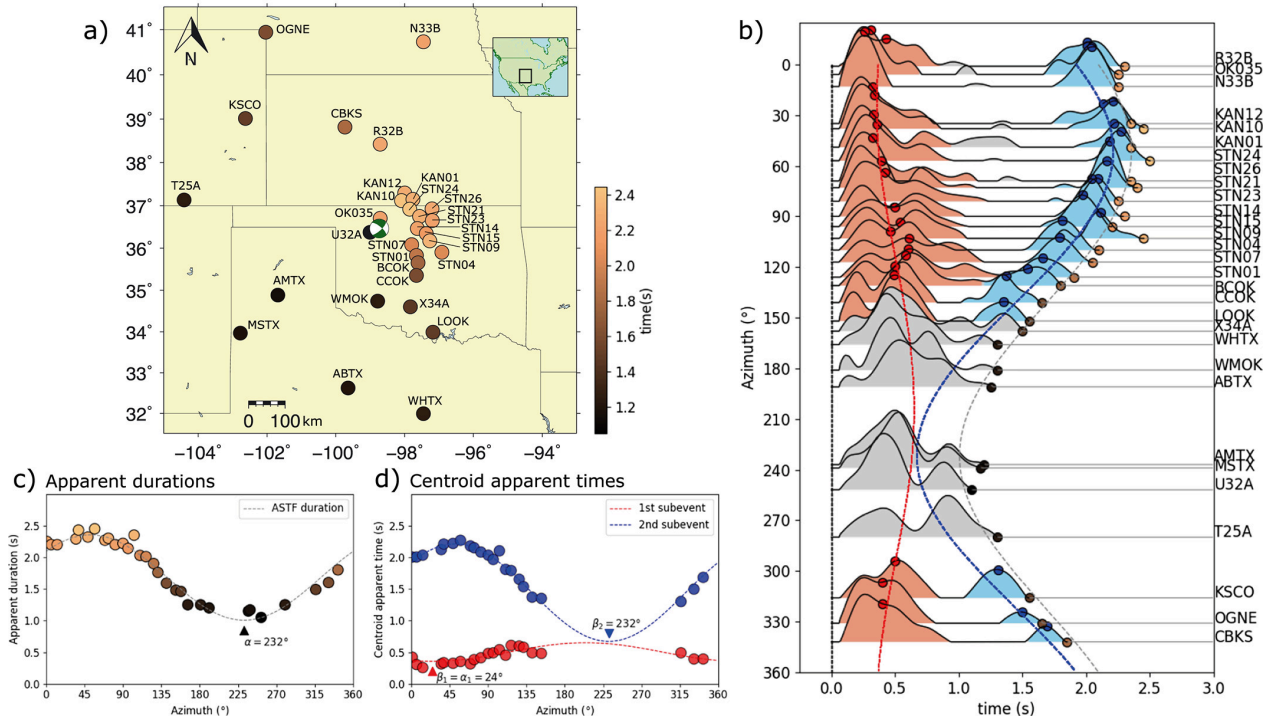 a)
41°
40°
39°
38°
37°
36°
35°
34°
33°
32°
−104
−102
−100
−98
−96
−94
N
OGNE
N33B
KSCO
CBKS
R32B
T25A
KAN12
KAN10
KAN01
STN24
STN26
STN21
STN23
OK035
U32A
STN14
STN15
STN09
STN07
STN01
STN04
BCOK
CCOK
AMTX
WMOK
X34A
MSTX
LOOK
ABTX
WHTX
0 100 km
2.4
2.2
2.0
1.8
1.6
1.4
1.2
time(s)
b)
Azimuth (°)
0
30
60
90
120
150
180
210
240
270
300
330
360
R32B
OK035
N33B
KAN12
KAN10
KAN01
STN24
STN26
STN21
STN23
STN14
STN15
STN09
STN04
STN07
STN01
BCOK
CCOK
LOOK
X34A
WHTX
WMOK
ABTX
AMTX
MSTX
U32A
T25A
KSCO
OGNE
CBKS
0.0 0.5 1.0 1.5 2.0 2.5 3.0
time (s)
c) Apparent durations
ASTF duration
Apparent duration (s)
2.5
2.0
1.5
1.0
0.5
0.0
α = 232°
0 45 90 135 180 225 270 315 360
Azimuth (°)
d) Centroid apparent times
1st subevent
2nd subevent
Centroid apparent time (s)
2.5
2.0
1.5
1.0
0.5
0.0
β₂ = 232°
β₁ = α₁ = 24°
0 45 90 135 180 225 270 315 360
Azimuth (°)